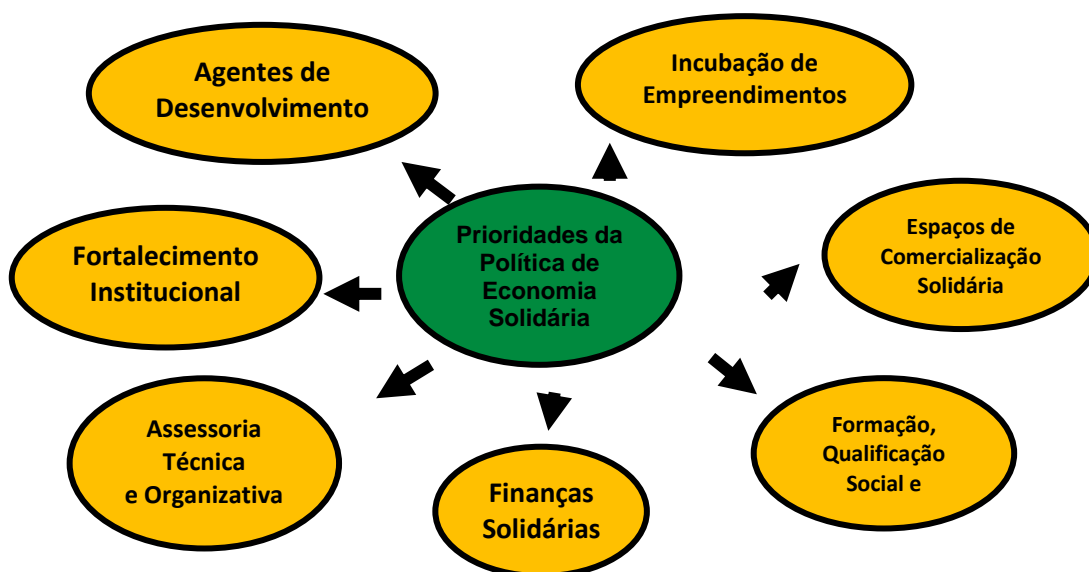 Agentes de
Desenvolvimento
Incubação de
Empreendimentos
Prioridades da
Política de
Economia
Solidária
Espaços de
Comercialização
Solidária
Fortalecimento
Institucional
Assessoria
Técnica
e Organizativa
Finanças
Solidárias
Formação,
Qualificação
Social e